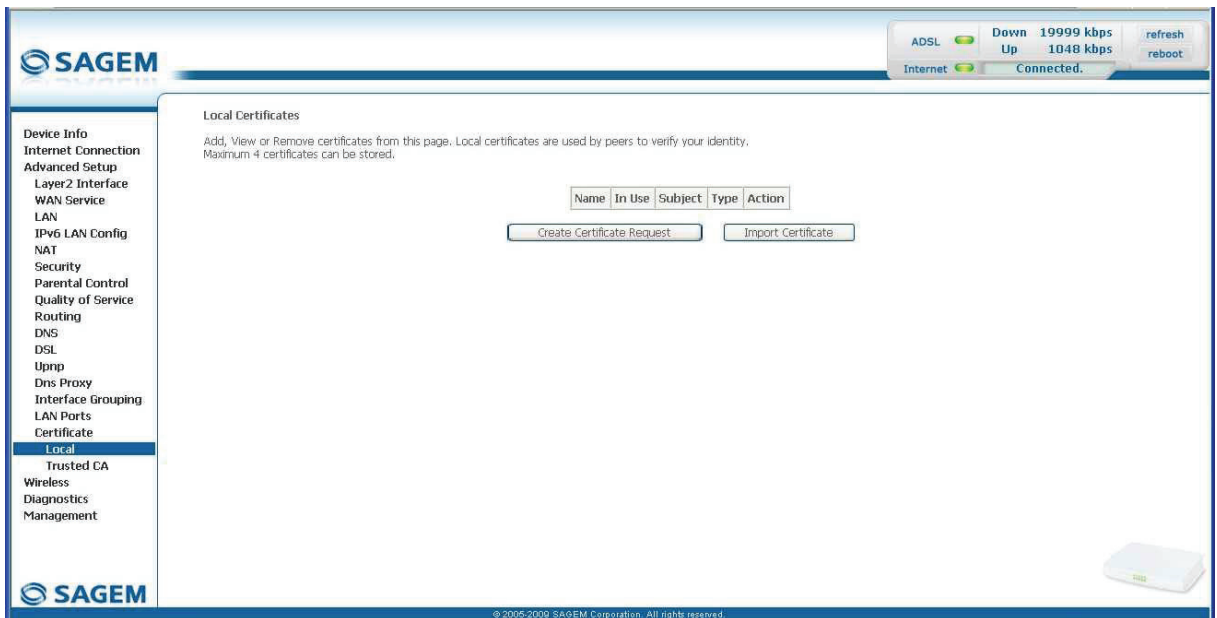 SAGEM
ADSL
Down 19999 kbps
Up 1048 kbps
Internet
Connected.
refresh
reboot
Device Info
Internet Connection
Advanced Setup
Layer2 Interface
WAN Service
LAN
IPv6 LAN Config
NAT
Security
Parental Control
Quality of Service
Routing
DNS
DSL
Upnp
Dns Proxy
Interface Grouping
LAN Ports
Certificate
Local
Trusted CA
Wireless
Diagnostics
Management
Local Certificates
Add, View or Remove certificates from this page. Local certificates are used by peers to verify your identity.
Maximum 4 certificates can be stored.
Name In Use Subject Type Action
Create Certificate Request Import Certificate
SAGEM
© 2005-2009 SAGEM Corporation. All rights reserved.